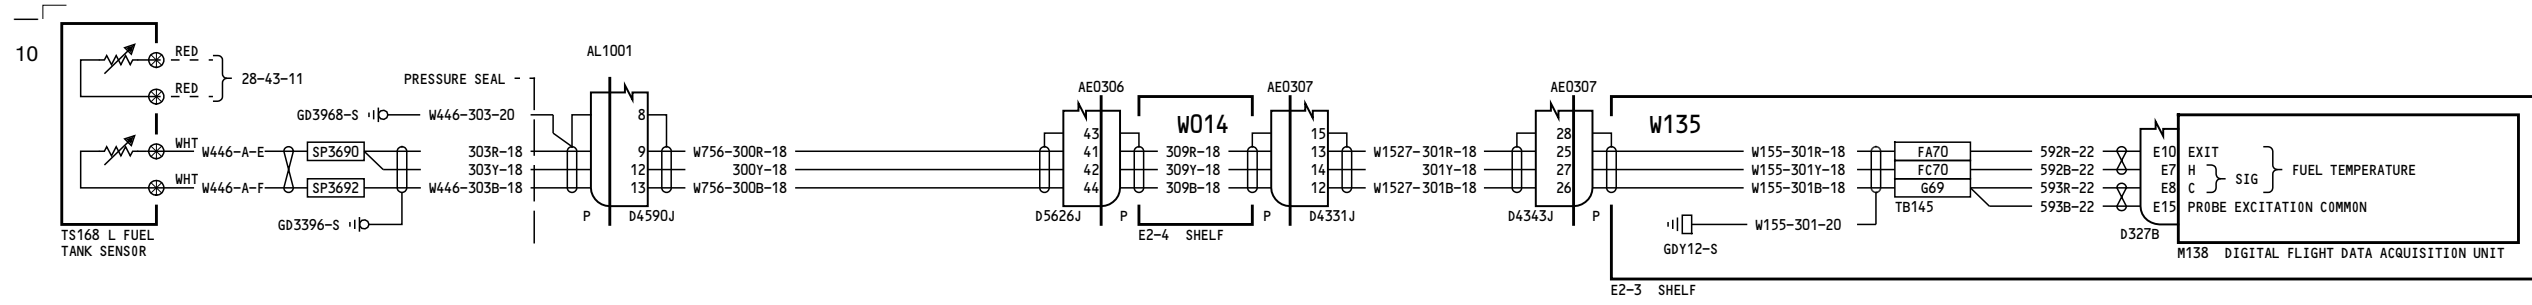 10
RED
RED
28-43-11
WHT
WHT
W446-A-E
W446-A-F
SP3690
SP3692
GD3968-S
GD3396-S
TS168 L FUEL
TANK SENSOR
PRESSURE SEAL
W446-303-20
303R-18
303Y-18
W446-303B-18
AL1001
8
9
12
13
P
D4590J
W756-300R-18
300Y-18
W756-300B-18
AE0306
43
41
42
44
D5626J
P
W014
309R-18
309Y-18
309B-18
E2-4 SHELF
AE0307
15
13
14
12
P
D4331J
W1527-301R-18
301Y-18
W1527-301B-18
AE0307
28
25
27
26
D4343J
P
W135
W155-301R-18
W155-301Y-18
W155-301B-18
W155-301-20
GDY12-S
FA70
FC70
G69
TB145
592R-22
592B-22
593R-22
593B-22
E10 EXIT
E7 H
E8 C
SIG
E15 PROBE EXCITATION COMMON
FUEL TEMPERATURE
D327B
M138 DIGITAL FLIGHT DATA ACQUISITION UNIT
E2-3 SHELF